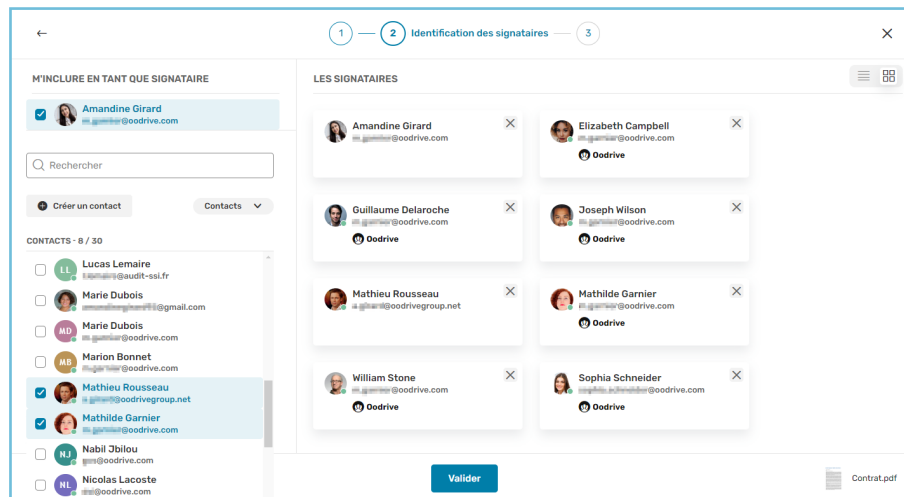 1 2 Identification des signataires 3
M'INCLURE EN TANT QUE SIGNATAIRE
Amandine Girard
@oodrive.com
Rechercher
Créer un contact
Contacts
CONTACTS - 8 / 30
LL
Lucas Lemaire
@audit-ssi.fr
Marie Dubois
@gmail.com
MD
Marie Dubois
@oodrive.com
MB
Marion Bonnet
@oodrive.com
Mathieu Rousseau
@oodrivegroup.net
Mathilde Garnier
@oodrive.com
NJ
Nabil Jbilou
@oodrive.com
NL
Nicolas Lacoste
@oodrive.com
LES SIGNATAIRES
Amandine Girard
@oodrive.com
Elizabeth Campbell
@oodrive.com
Oodrive
Guillaume Delaroche
@oodrive.com
Oodrive
Joseph Wilson
@oodrive.com
Oodrive
Mathieu Rousseau
@oodrivegroup.net
Mathilde Garnier
@oodrive.com
Oodrive
William Stone
@oodrive.com
Oodrive
Sophia Schneider
@oodrive.com
Oodrive
Valider
Contrat.pdf